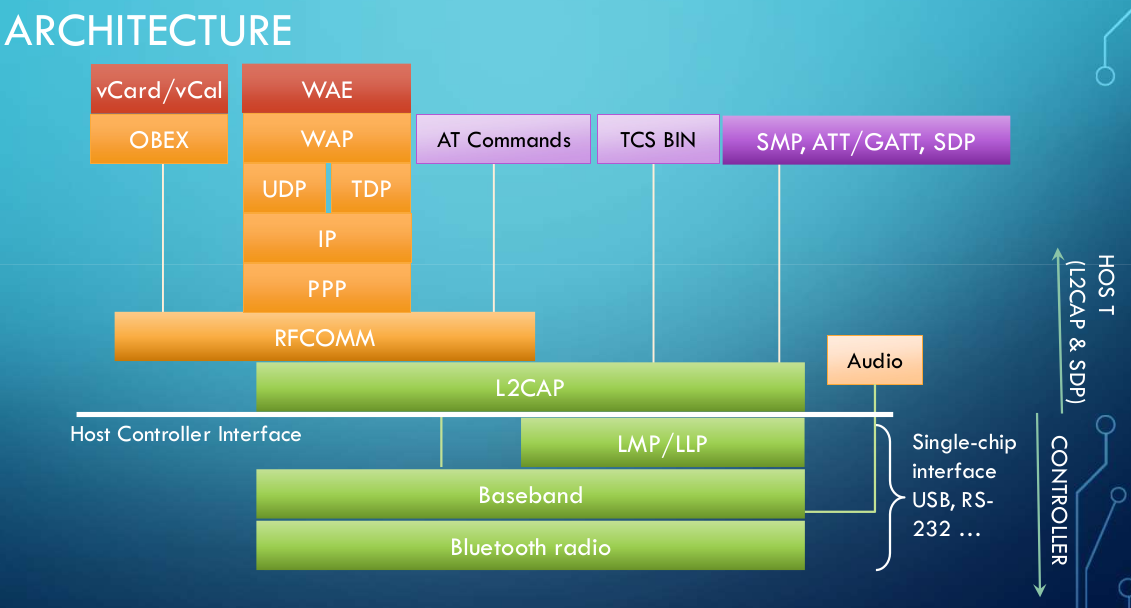 ARCHITECTURE
vCard/vCal
WAE
OBEX
WAP
AT Commands
TCS BIN
SMP, ATT/GATT, SDP
UDP
TDP
IP
PPP
RFCOMM
Audio
L2CAP
HOS T
(L2CAP & SDP)
Host Controller Interface
LMP/LLP
Baseband
Bluetooth radio
Single-chip
interface
USB, RS-
232 ...
CONTROLLER